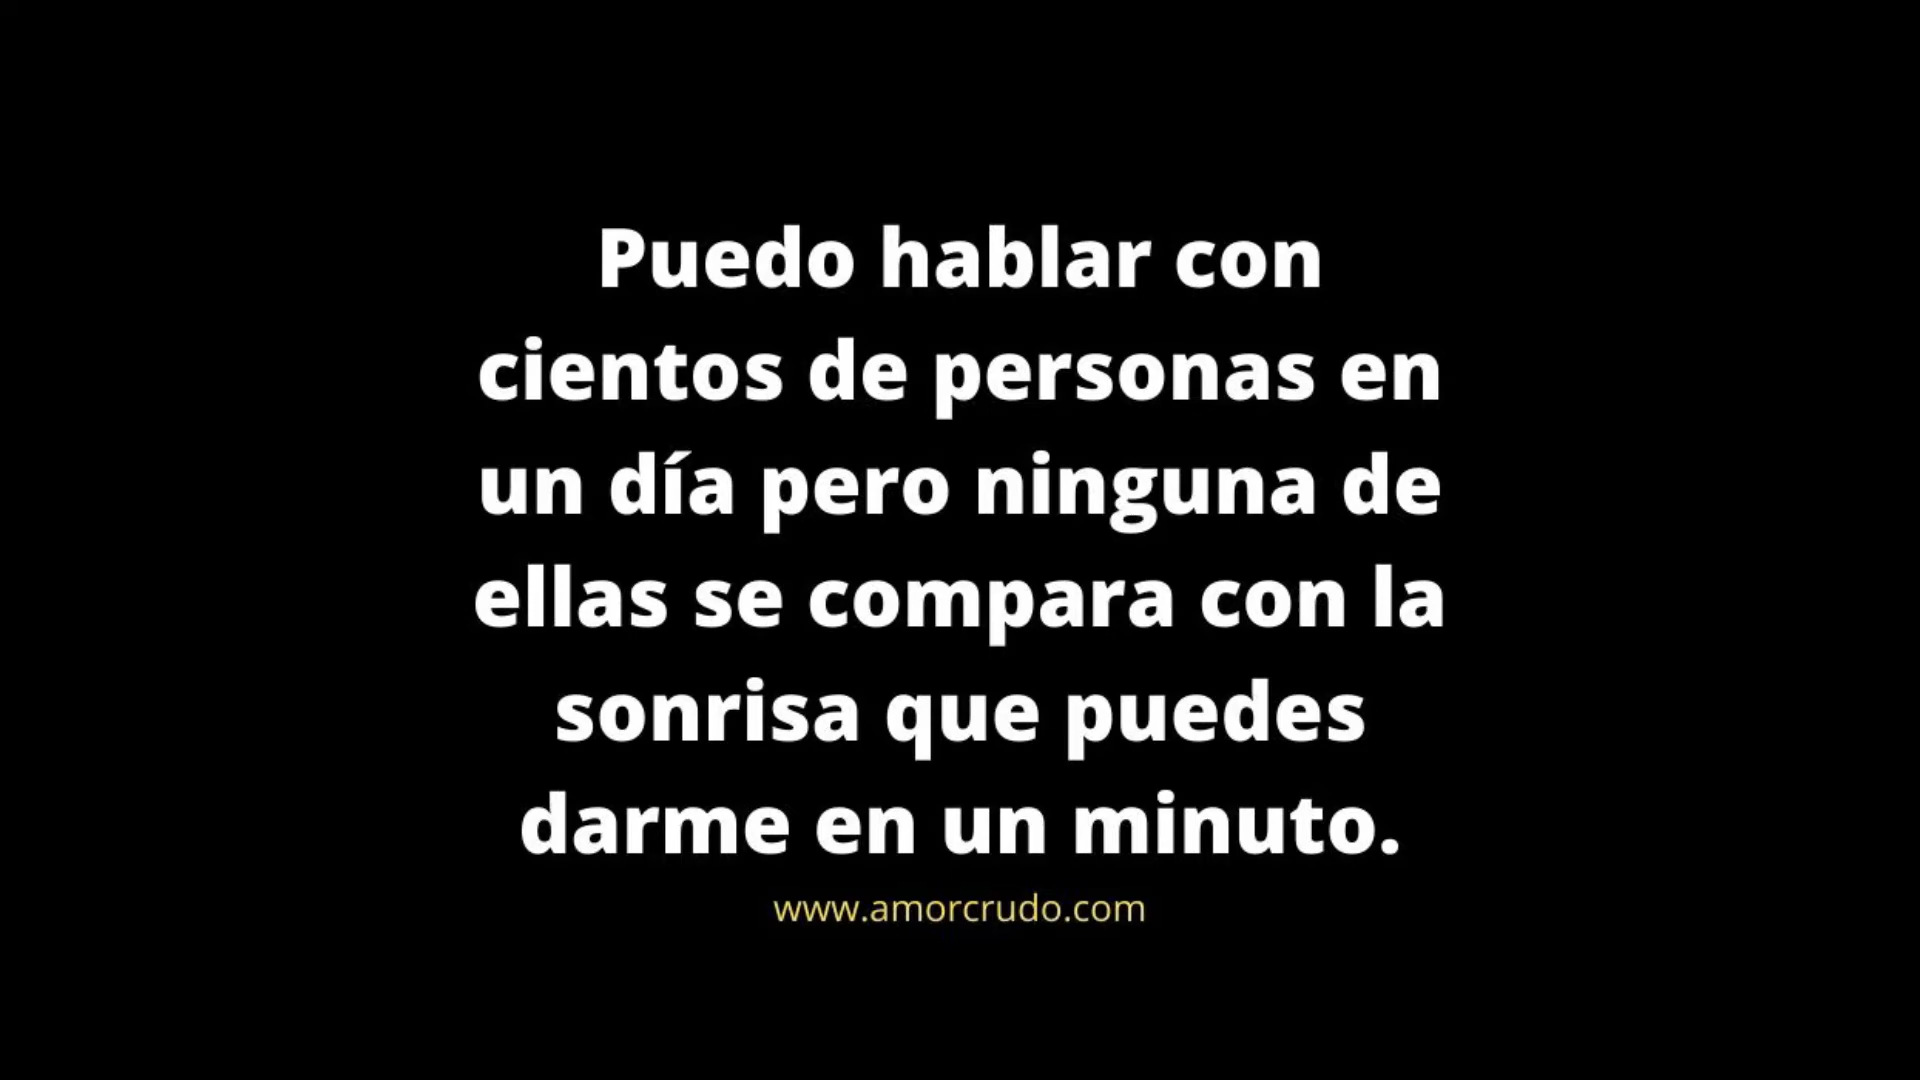 Puedo hablar con
cientos de personas en
un día pero ninguna de
ellas se compara con la
sonrisa que puedes
darme en un minuto.
www.amorcrudo.com